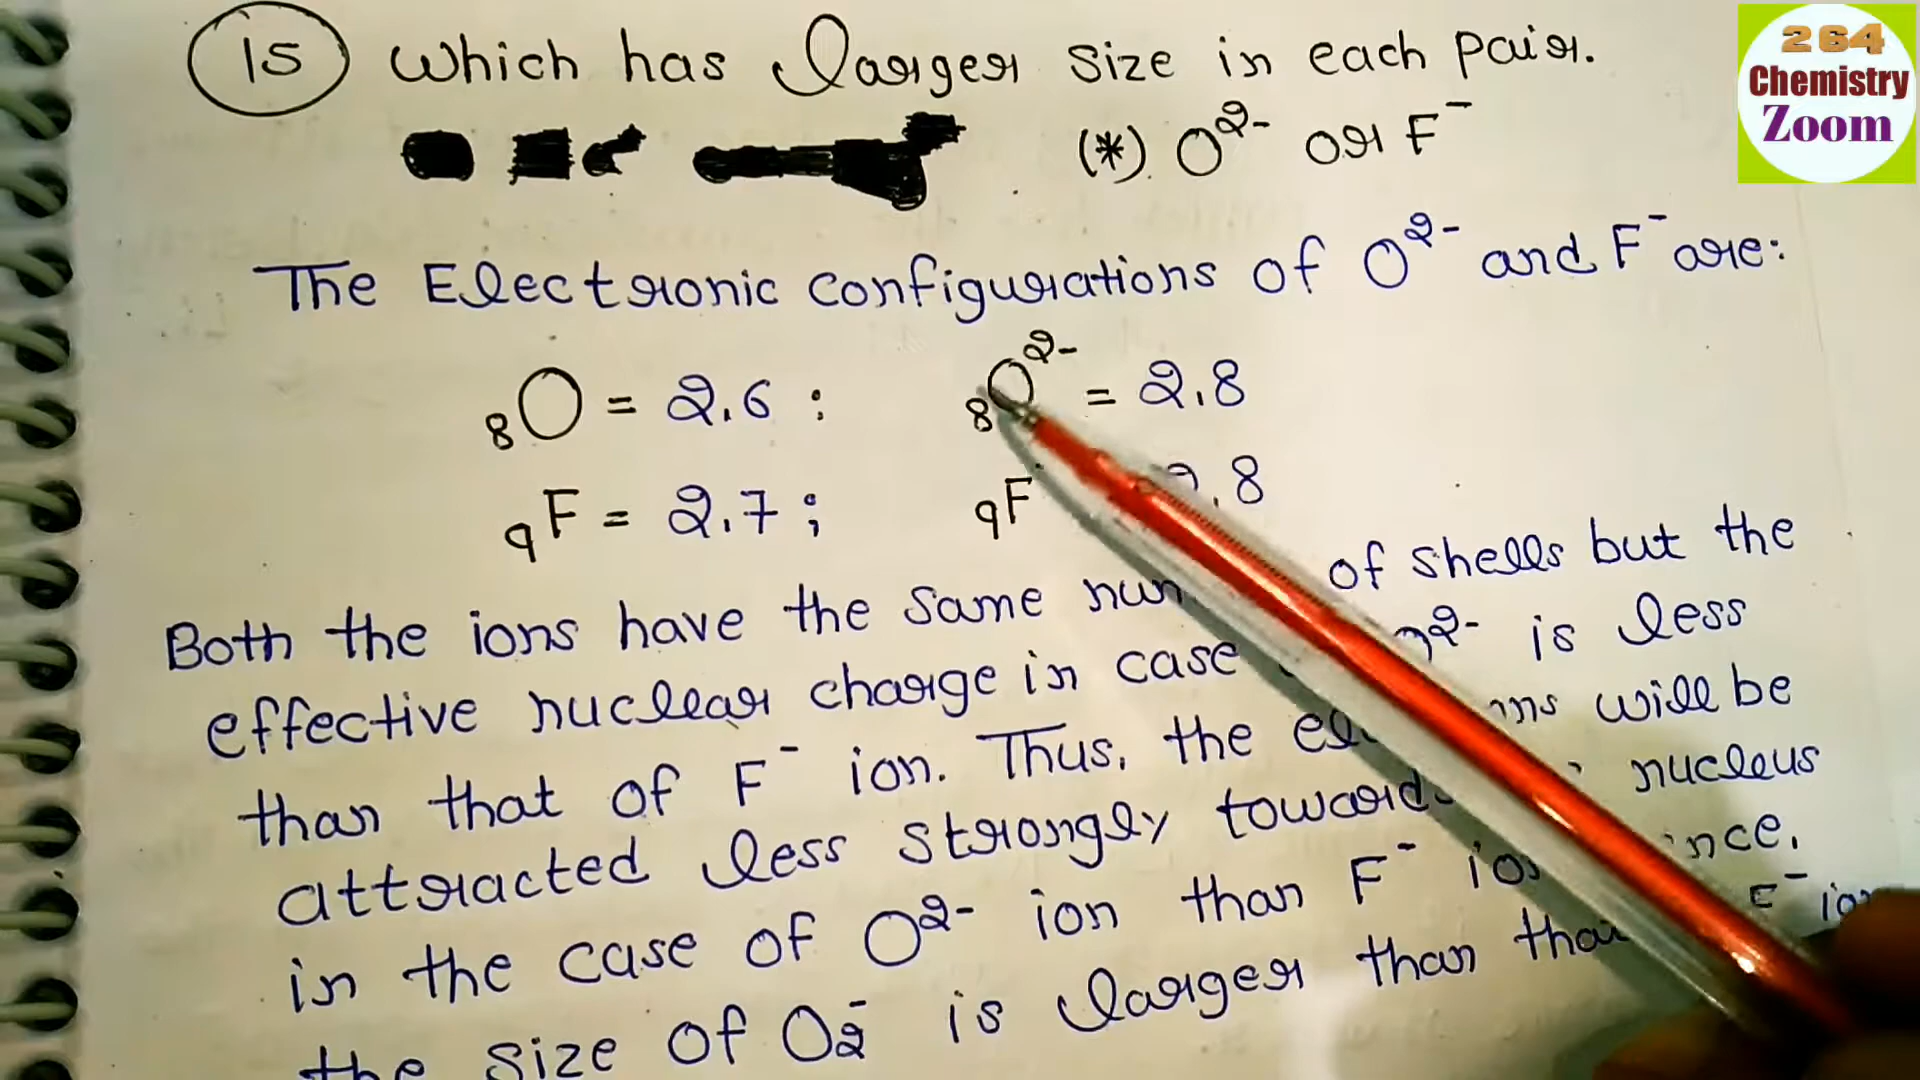 15 Which has larger size in each pair.
(*) O²⁻ or F⁻
The Electronic configurations of O²⁻ and F⁻ are:
₈O = 2.6 : ₈O²⁻ = 2.8
₉F = 2.7 ; ₉F .8
Both the ions have the same of shells but the
effective nuclear charge in case O²⁻ is less
than that of F⁻ ion. Thus, the will be
attracted less strongly nucleus
in the case of O²⁻ ion than F⁻
the size of O₂⁻ is larger than F⁻
264
Chemistry
Zoom